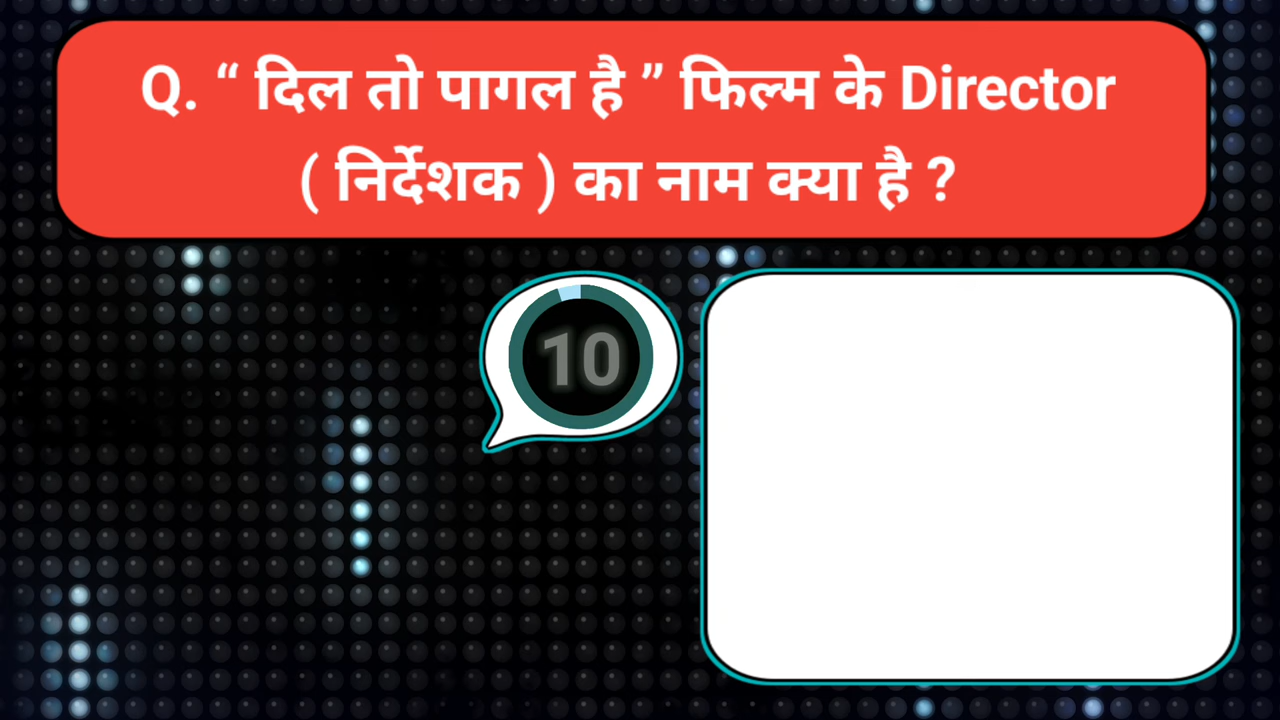 Q. “ दिल तो पागल है ” फिल्म के Director
( निर्देशक ) का नाम क्या है ?
10